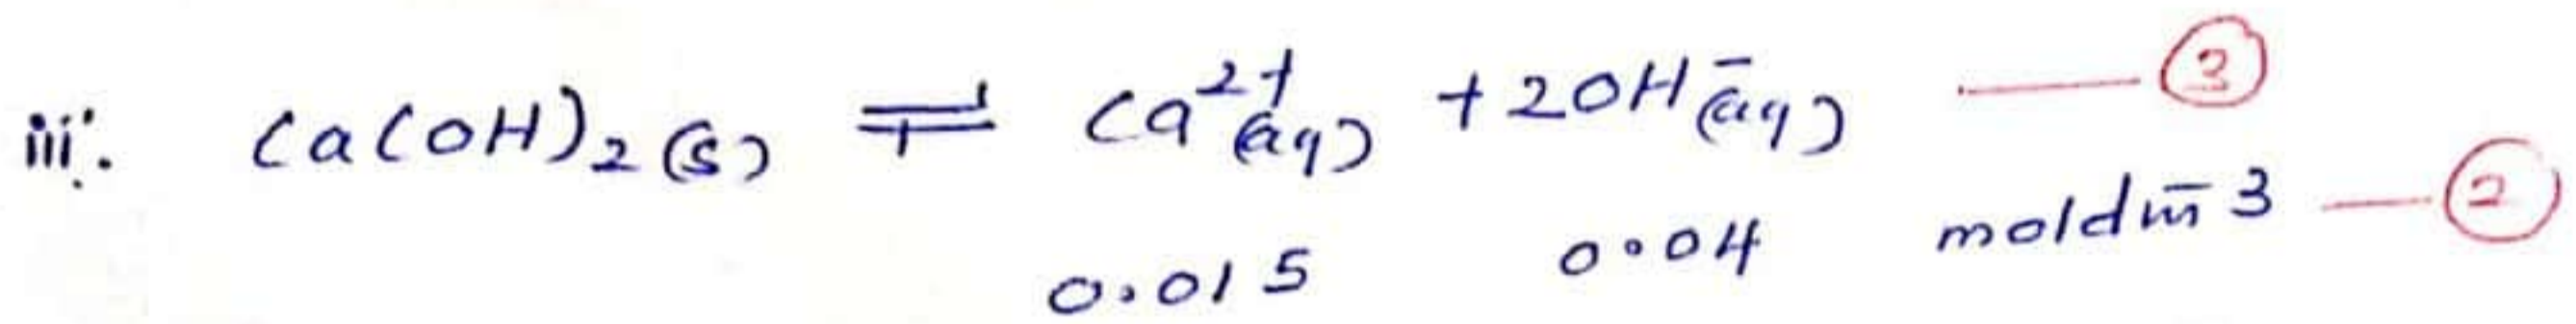 iii. Ca(OH)₂(s) ⇌ Ca²⁺(aq) + 2OH⁻(aq) — ③
0.015 0.04 moldm⁻3 — ②